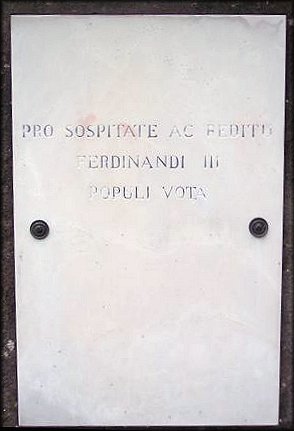 PRO SOSPITATE AC REDITU
FERDINANDI III
POPULI VOTA